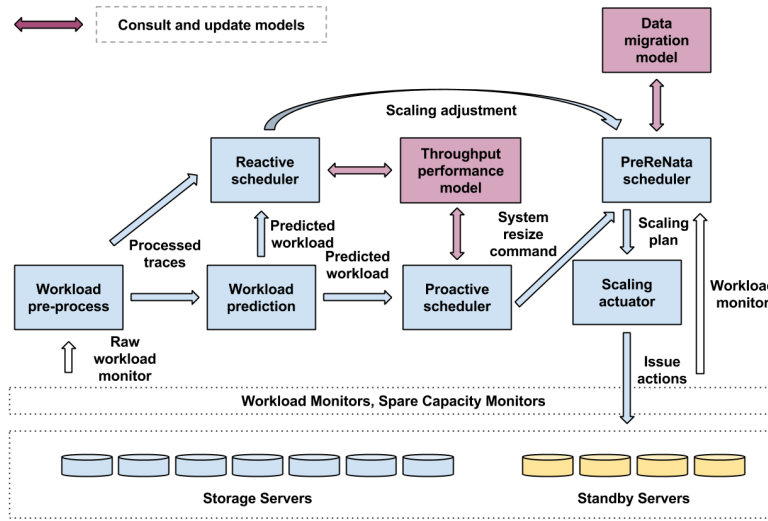 Consult and update models
Data
migration
model
Scaling adjustment
Reactive
scheduler
Throughput
performance
model
PreReNata
scheduler
Processed
traces
Predicted
workload
Predicted
workload
System
resize
command
Scaling
plan
Workload
pre-process
Workload
prediction
Proactive
scheduler
Scaling
actuator
Workload
monitor
Raw
workload
monitor
Issue
actions
Workload Monitors, Spare Capacity Monitors
Storage Servers
Standby Servers